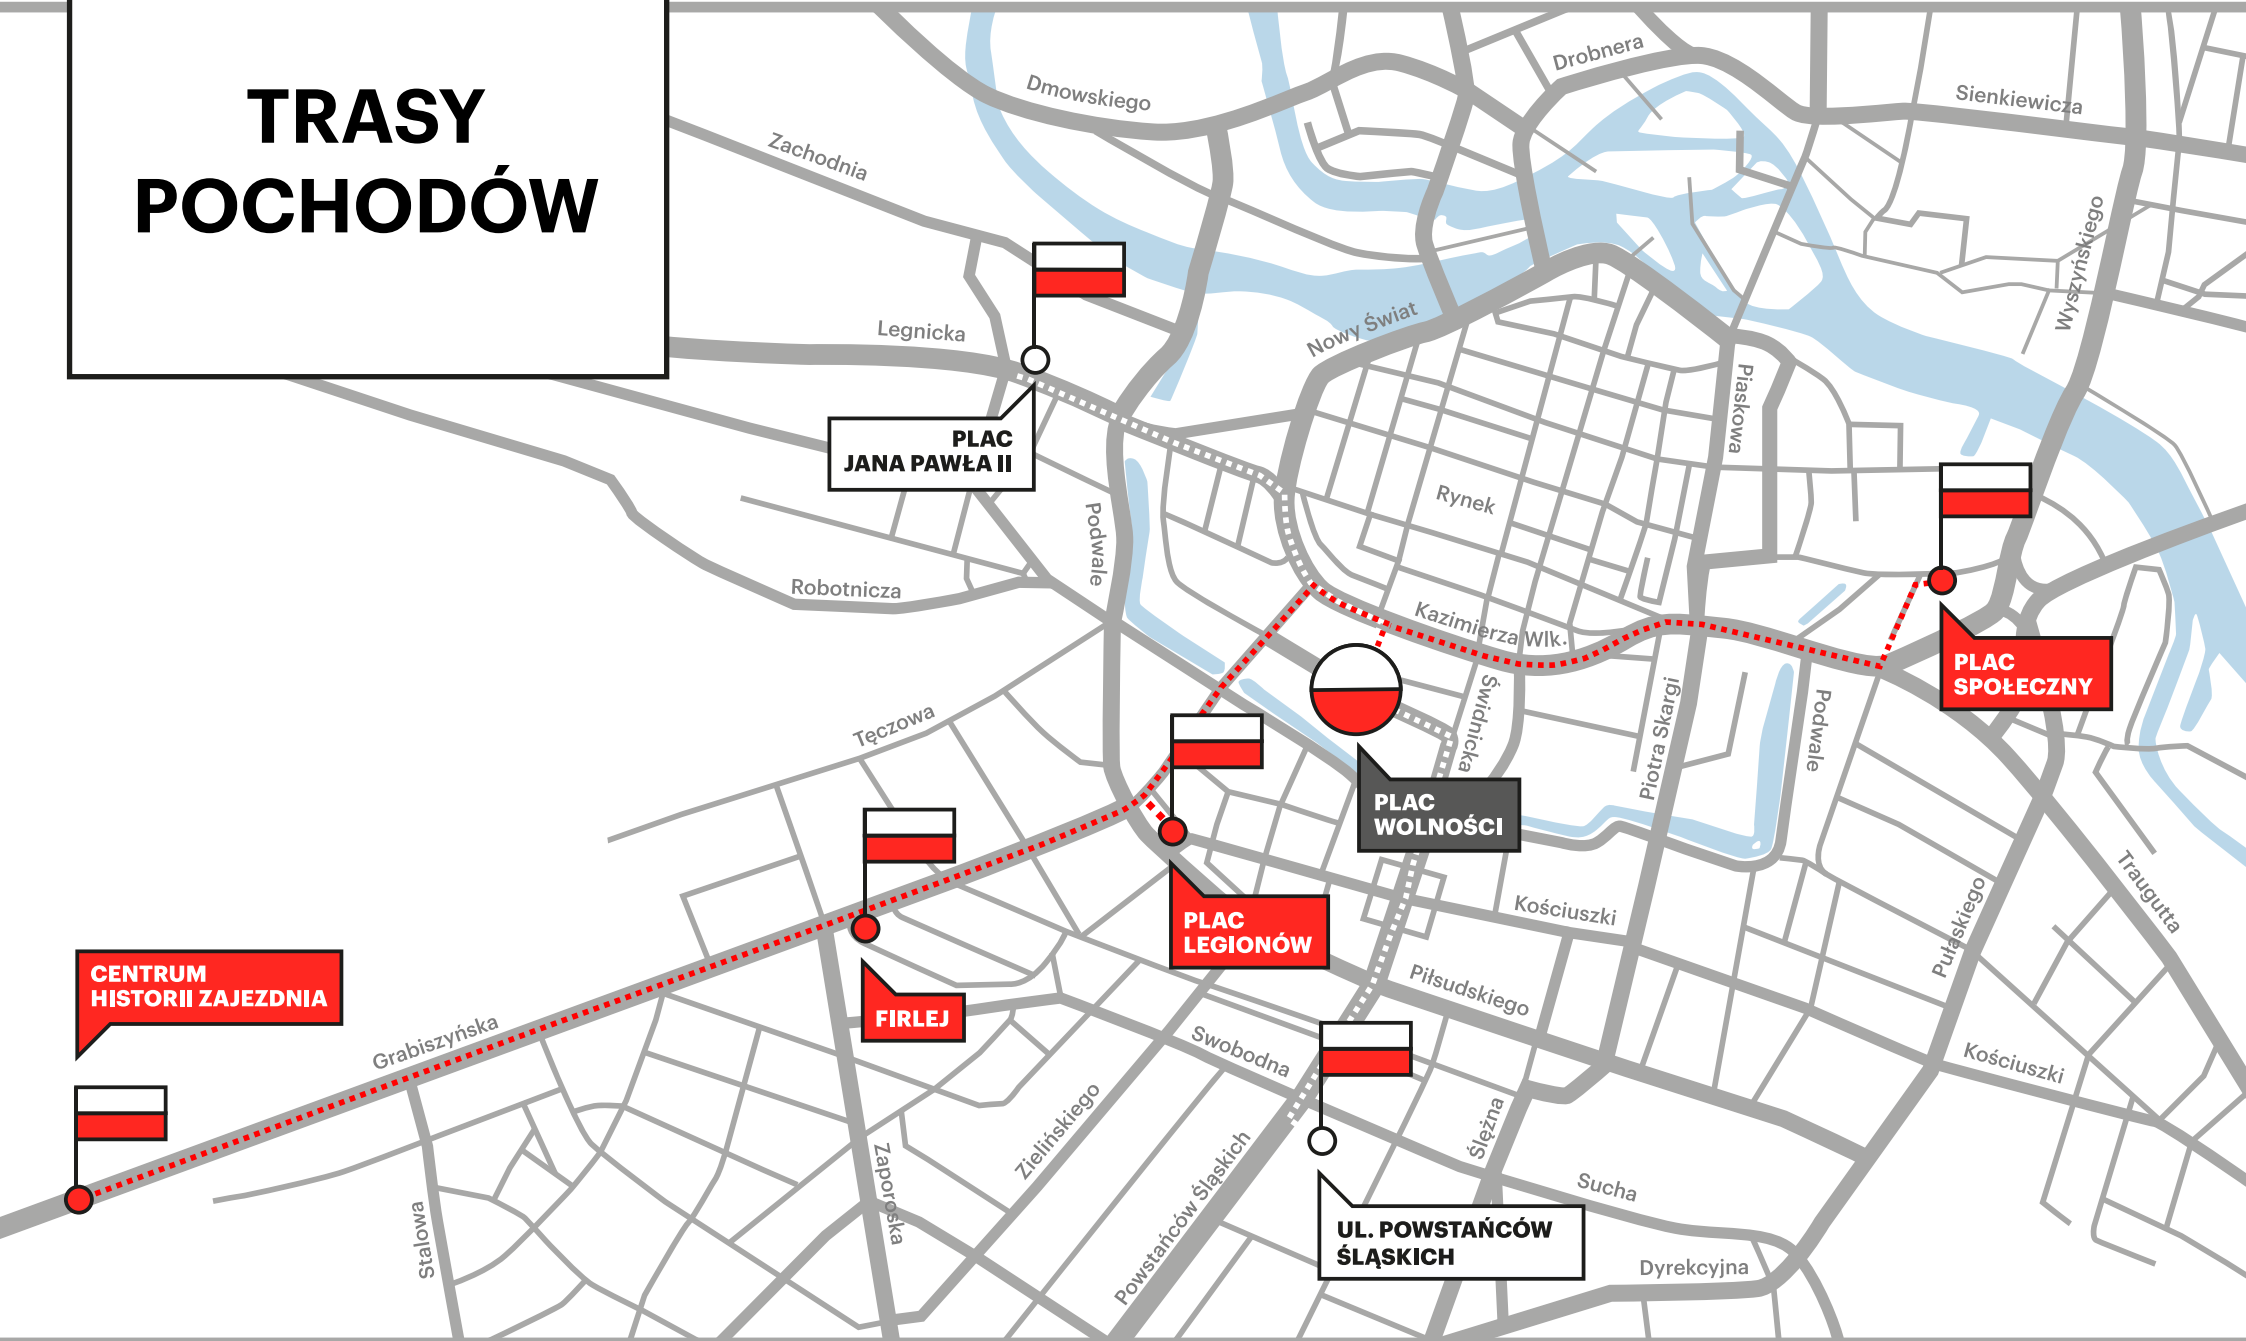 TRASY
POCHODÓW
Drobnera
Sienkiewicza
Dmowskiego
Zachodnia
Wyszyńskiego
Legnicka
Nowy Świat
Piaskowa
PLAC
JANA PAWŁA II
Rynek
Podwale
Robotnicza
Kazimierza Wlk.
PLAC
SPOŁECZNY
Świdnicka
Piotra Skargi
Podwale
Tęczowa
PLAC
WOLNOŚCI
Traugutta
Kościuszki
PLAC
LEGIONÓW
Pułaskiego
CENTRUM
HISTORII ZAJEZDNIA
Piłsudskiego
FIRLEJ
Grabiszyńska
Swobodna
Kościuszki
Zielińskiego
Ślężna
Powstańców Śląskich
Zaporoska
Sucha
Stalowa
UL. POWSTAŃCÓW
ŚLĄSKICH
Dyrekcyjna